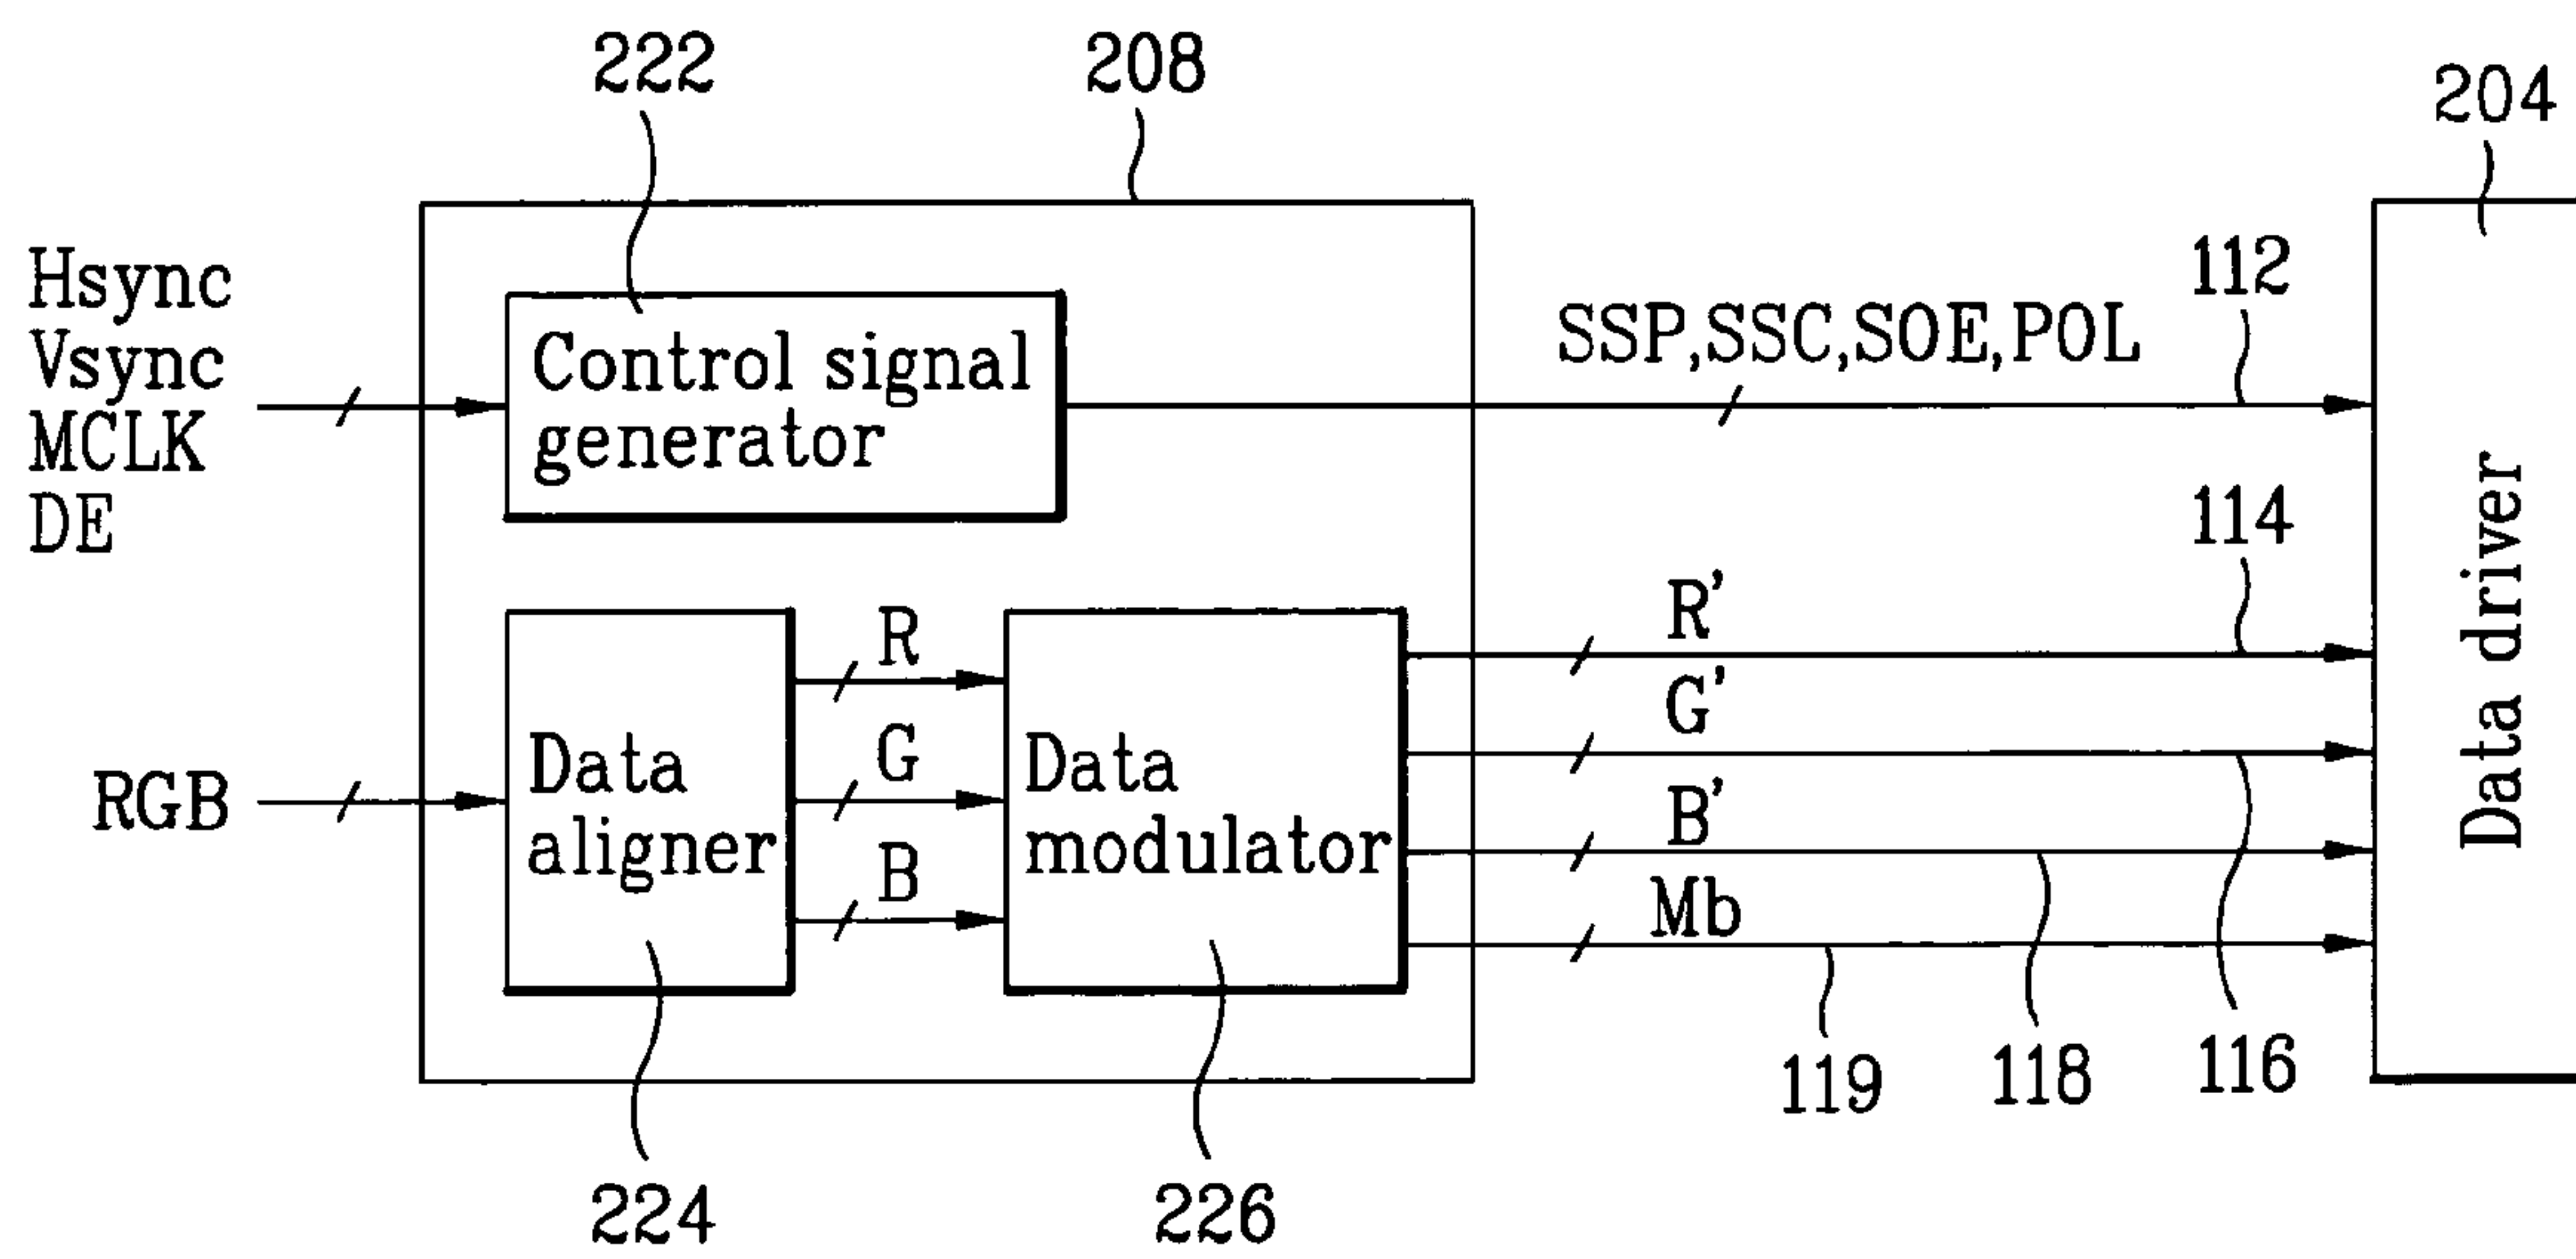 222
208
204
Hsync
Vsync
MCLK
DE
Control signal
generator
SSP,SSC,SOE,POL
112
114
RGB
Data
aligner
R
G
B
Data
modulator
R'
G'
B'
Mb
Data driver
119
118
116
224
226